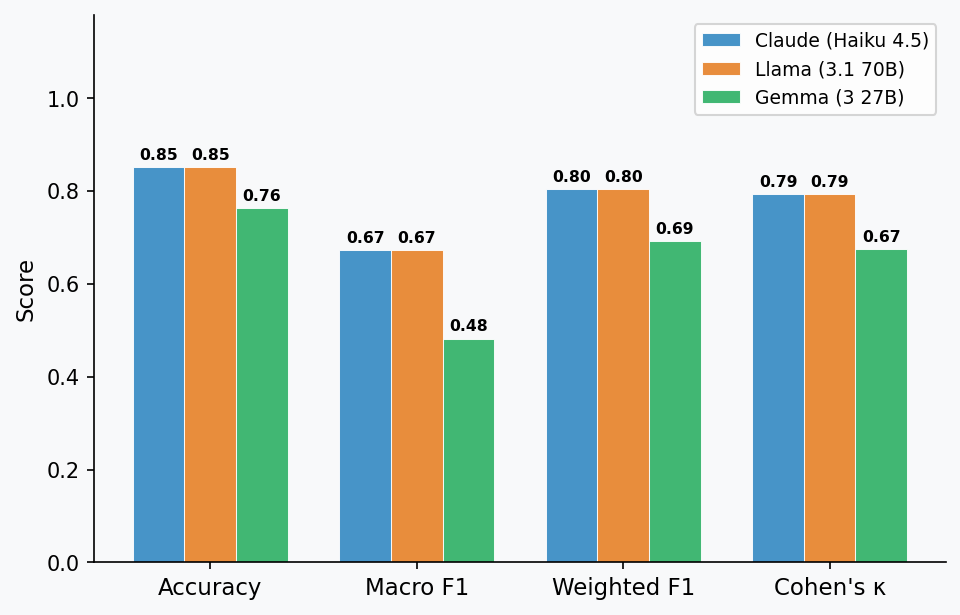 Claude (Haiku 4.5)
Llama (3.1 70B)
Gemma (3 27B)
Score
1.0
0.8
0.6
0.4
0.2
0.0
0.85 0.85 0.76
0.67 0.67 0.48
0.80 0.80 0.69
0.79 0.79 0.67
Accuracy Macro F1 Weighted F1 Cohen's κ